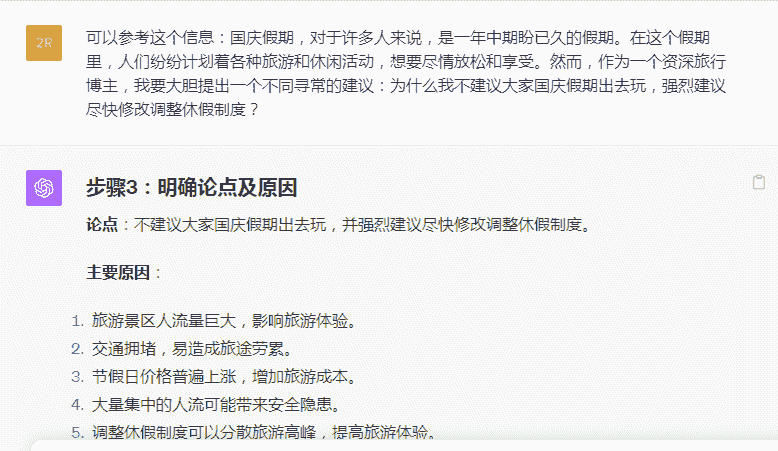 2R
可以参考这个信息：国庆假期，对于许多人来说，是一年中期盼已久的假期。在这个假期
里，人们纷纷计划着各种旅游和休闲活动，想要尽情放松和享受。然而，作为一个资深旅行
博主，我要大胆提出一个不同寻常的建议：为什么我不建议大家国庆假期出去玩，强烈建议
尽快修改调整休假制度？
步骤3：明确论点及原因
论点：不建议大家国庆假期出去玩，并强烈建议尽快修改调整休假制度。
主要原因：
1. 旅游景区人流量巨大，影响旅游体验。
2. 交通拥堵，易造成旅途劳累。
3. 节假日价格普遍上涨，增加旅游成本。
4. 大量集中的人流可能带来安全隐患。
5. 调整休假制度可以分散旅游高峰，提高旅游体验。